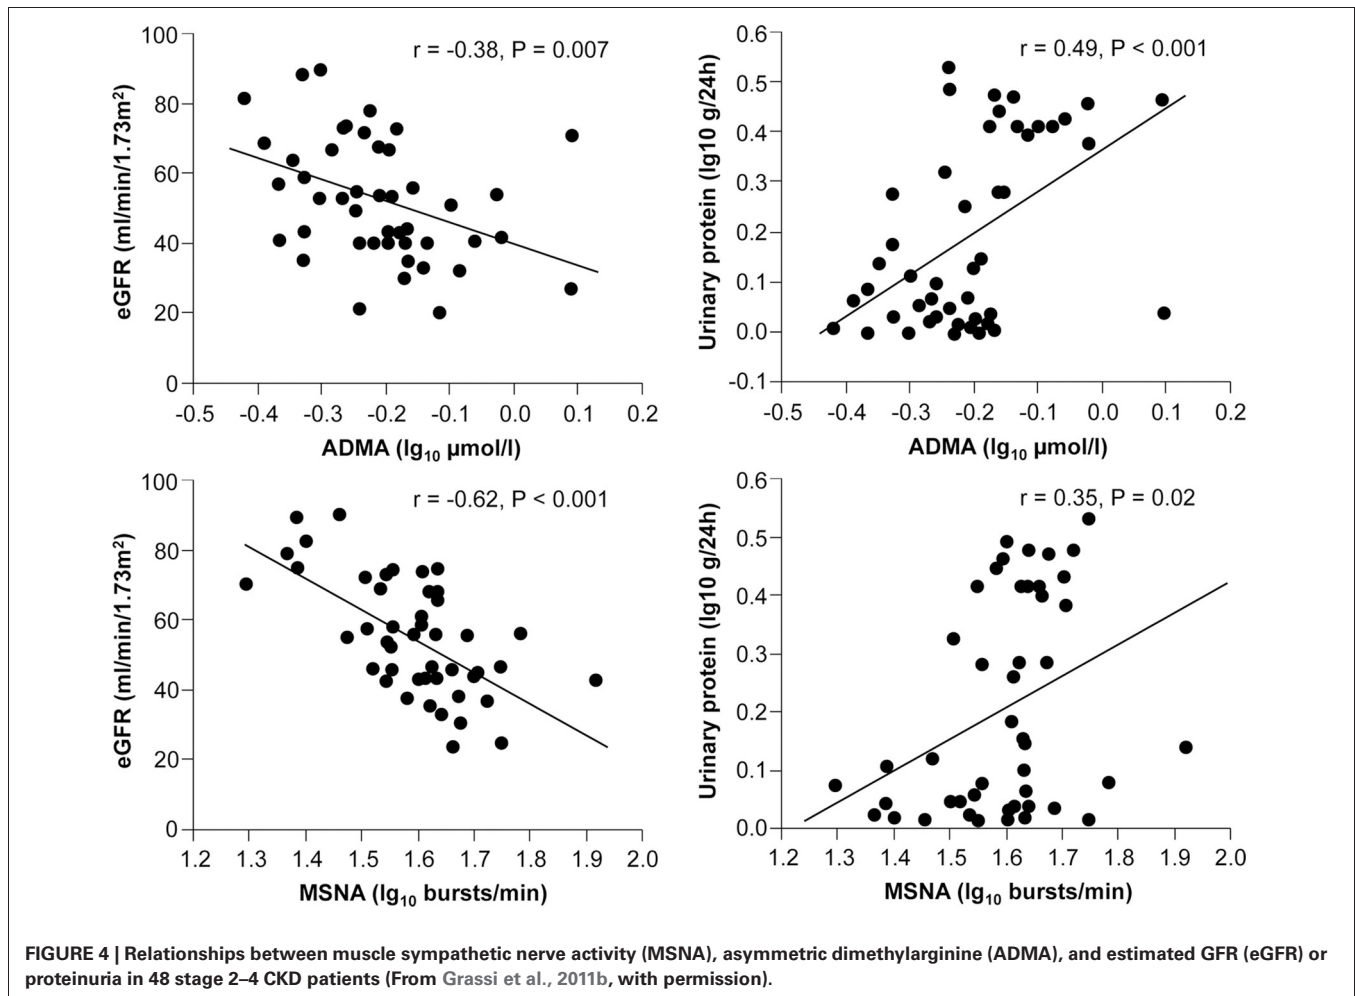 r = -0.38, P = 0.007
100
80
60
40
20
0
eGFR (ml/min/1.73m²)
-0.5 -0.4 -0.3 -0.2 -0.1 0.0 0.1 0.2
ADMA (lg₁₀ µmol/l)
r = 0.49, P < 0.001
0.6
0.5
0.4
0.3
0.2
0.1
0.0
-0.1
Urinary protein (lg10 g/24h)
-0.5 -0.4 -0.3 -0.2 -0.1 0.0 0.1 0.2
ADMA (lg₁₀ µmol/l)
r = -0.62, P < 0.001
100
80
60
40
20
0
eGFR (ml/min/1.73m²)
1.2 1.3 1.4 1.5 1.6 1.7 1.8 1.9 2.0
MSNA (lg₁₀ bursts/min)
r = 0.35, P = 0.02
0.6
0.5
0.4
0.3
0.2
0.1
0.0
Urinary protein (lg10 g/24h)
1.2 1.3 1.4 1.5 1.6 1.7 1.8 1.9 2.0
MSNA (lg₁₀ bursts/min)
FIGURE 4 | Relationships between muscle sympathetic nerve activity (MSNA), asymmetric dimethylarginine (ADMA), and estimated GFR (eGFR) or
proteinuria in 48 stage 2–4 CKD patients (From Grassi et al., 2011b, with permission).